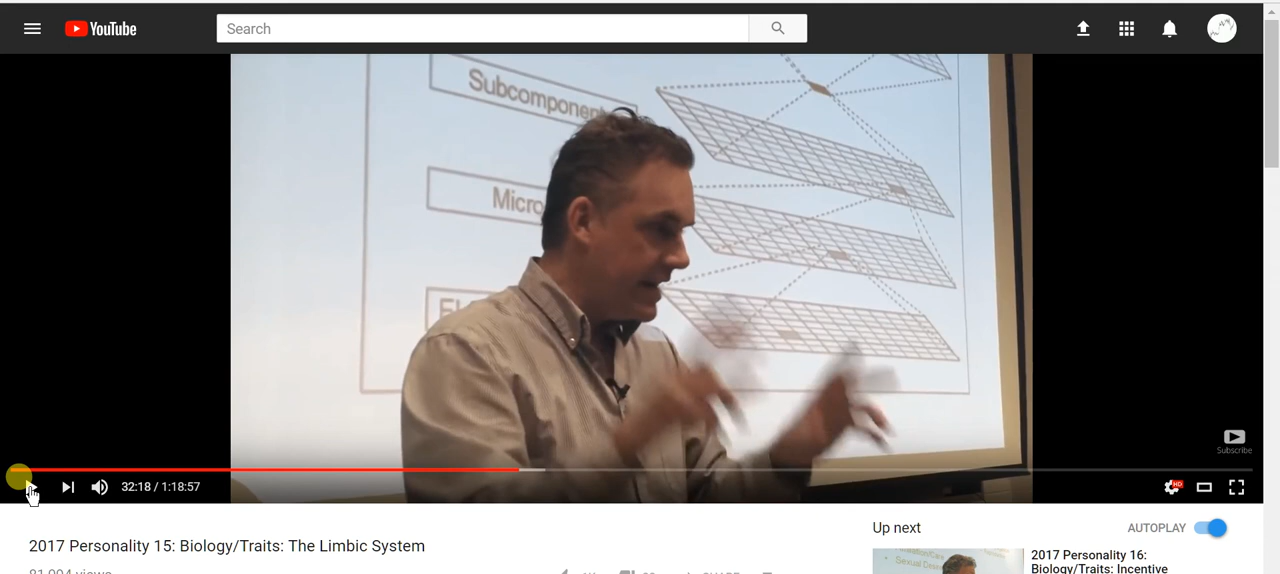 YouTube
Search
Subcomponent
Micro
Subscribe
HD
32:18 / 1:18:57
2017 Personality 15: Biology/Traits: The Limbic System
Up next
AUTOPLAY
2017 Personality 16:
Biology/Traits: Incentive